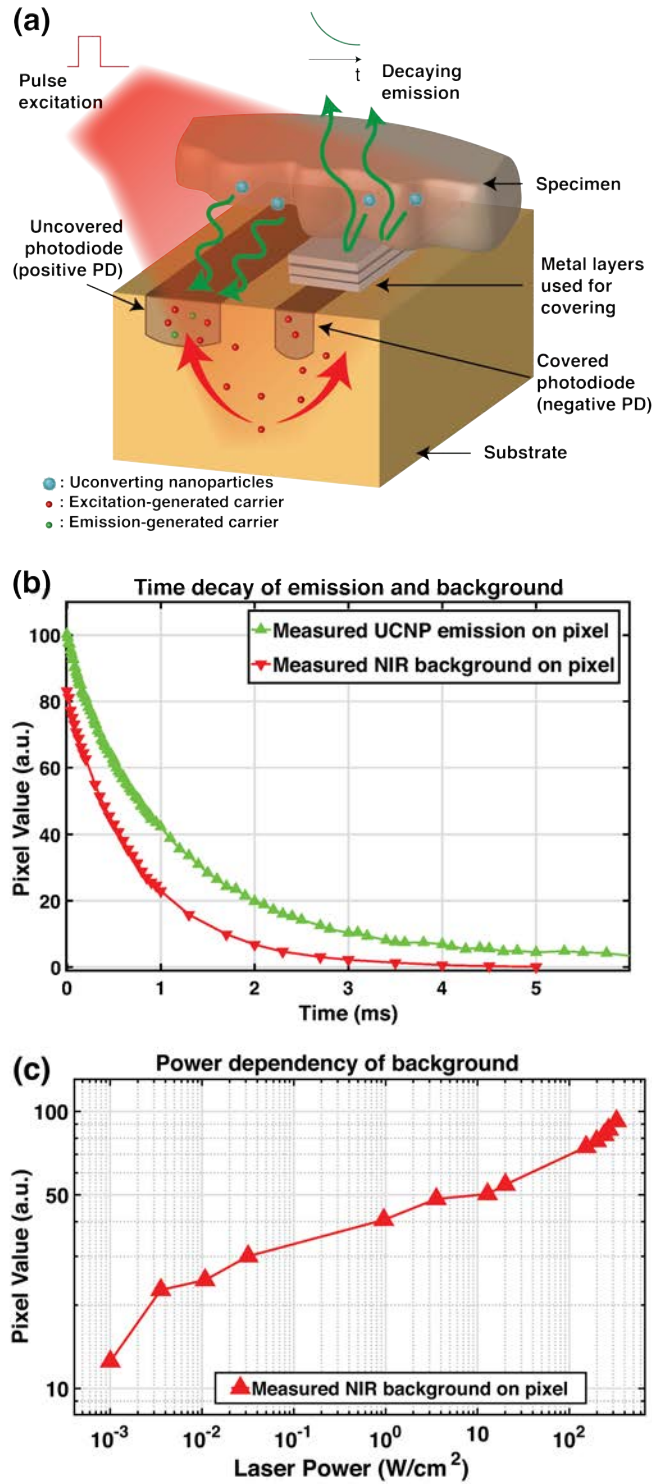 (a)
Pulse
excitation
t
Decaying
emission
Specimen
Uncovered
photodiode
(positive PD)
Metal layers
used for
covering
Covered
photodiode
(negative PD)
Substrate
: Uconverting nanoparticles
: Excitation-generated carrier
: Emission-generated carrier
(b)
Time decay of emission and background
Measured UCNP emission on pixel
Measured NIR background on pixel
Pixel Value (a.u.)
100
80
60
40
20
0
0 1 2 3 4 5
Time (ms)
(c)
Power dependency of background
Pixel Value (a.u.)
100
50
10
Measured NIR background on pixel
10⁻³ 10⁻² 10⁻¹ 10⁰ 10 10²
Laser Power (W/cm²)